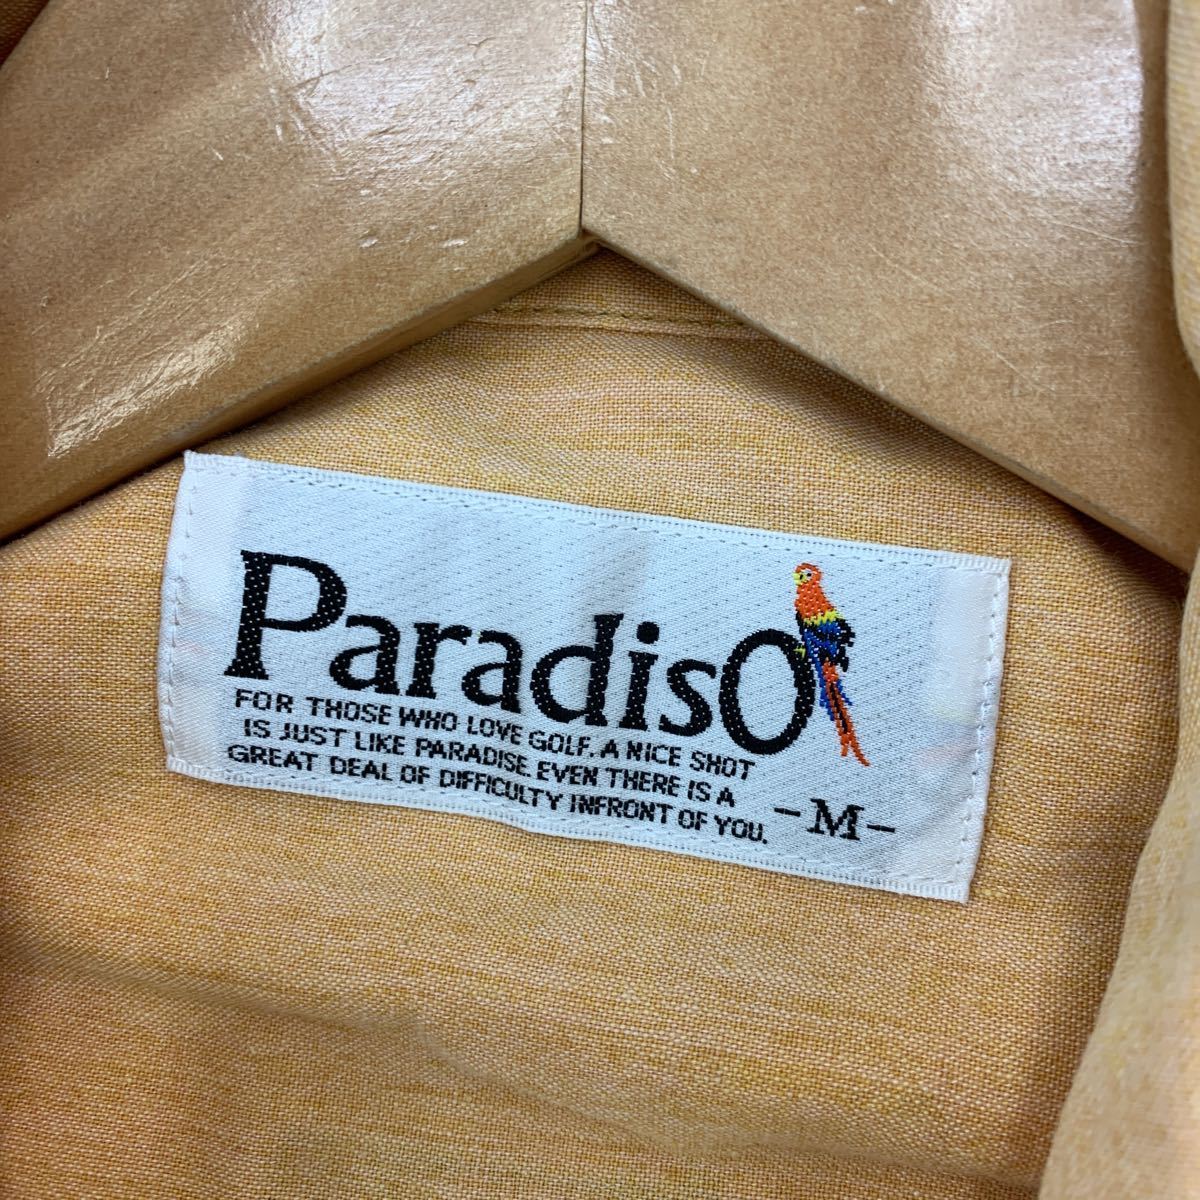 ParadisO
FOR THOSE WHO LOVE GOLF. A NICE SHOT
IS JUST LIKE PARADISE. EVEN THERE IS A
GREAT DEAL OF DIFFICULTY INFRONT OF YOU.
-M-